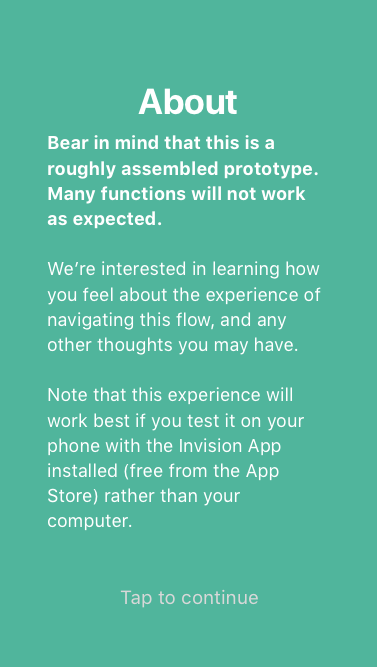 About
Bear in mind that this is a
roughly assembled prototype.
Many functions will not work
as expected.
We’re interested in learning how
you feel about the experience of
navigating this flow, and any
other thoughts you may have.
Note that this experience will
work best if you test it on your
phone with the Invision App
installed (free from the App
Store) rather than your
computer.
Tap to continue